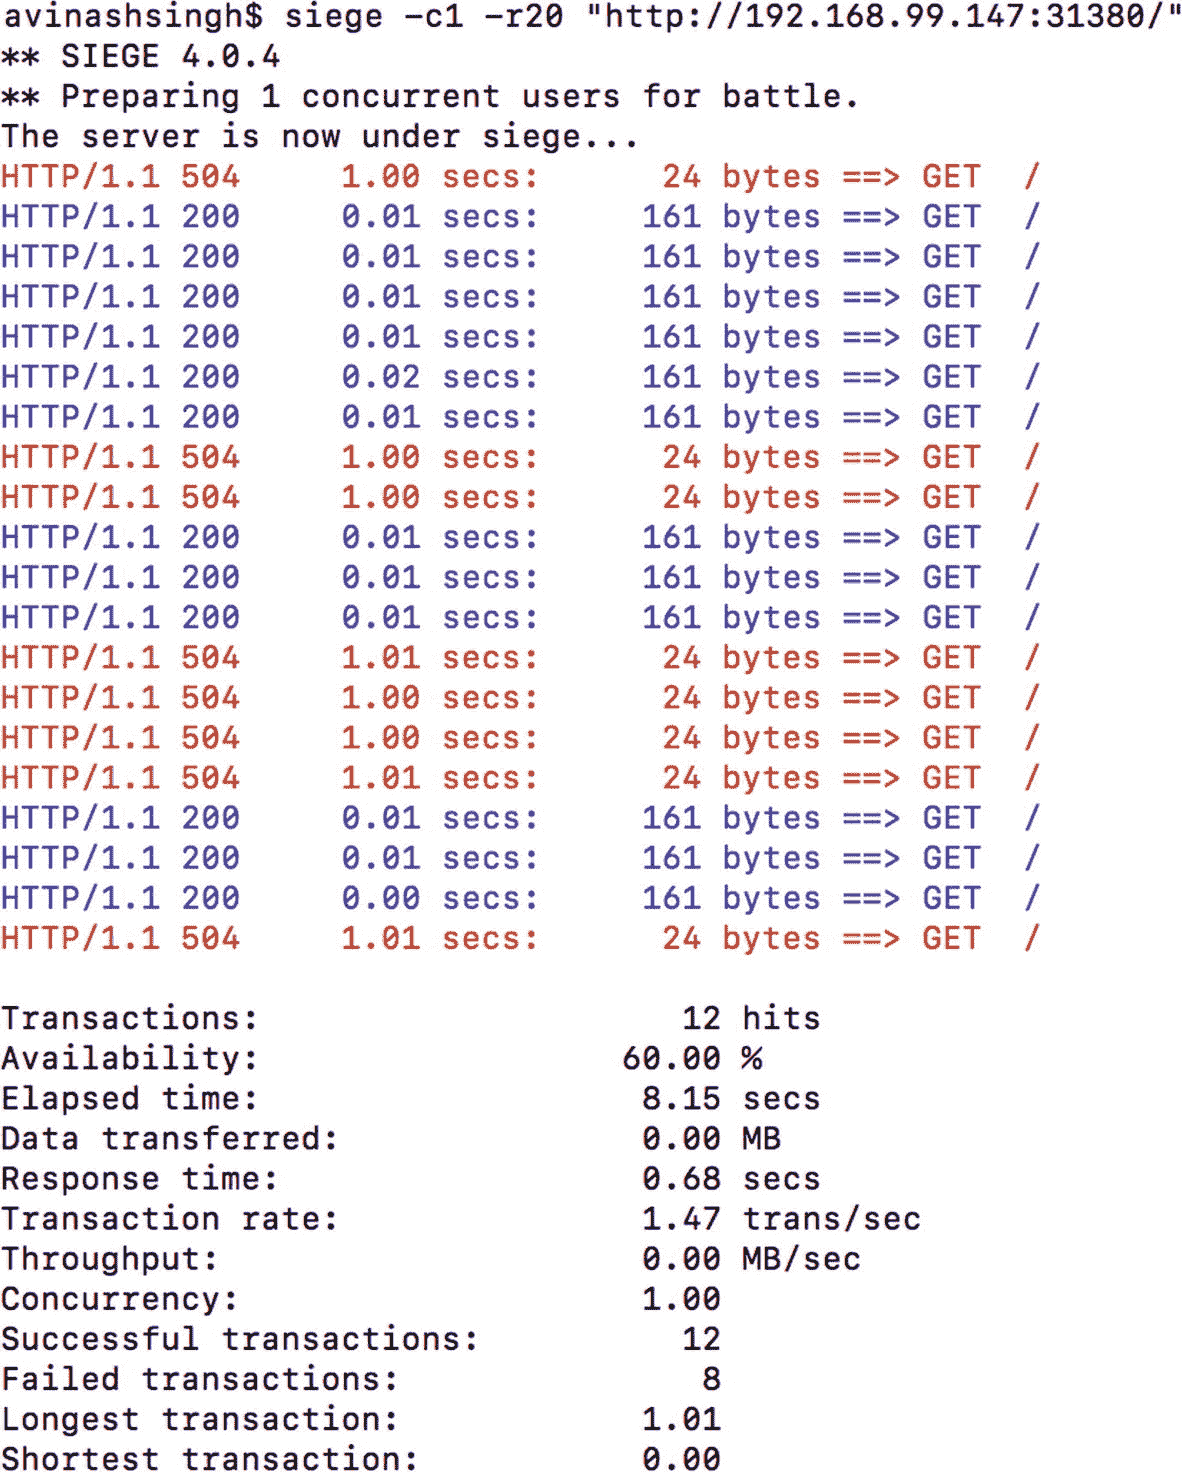 avinashsingh$ siege -c1 -r20 "http://192.168.99.147:31380/"
** SIEGE 4.0.4
** Preparing 1 concurrent users for battle.
The server is now under siege...
HTTP/1.1 504     1.00 secs:      24 bytes ==> GET  /
HTTP/1.1 200     0.01 secs:     161 bytes ==> GET  /
HTTP/1.1 200     0.01 secs:     161 bytes ==> GET  /
HTTP/1.1 200     0.01 secs:     161 bytes ==> GET  /
HTTP/1.1 200     0.01 secs:     161 bytes ==> GET  /
HTTP/1.1 200     0.02 secs:     161 bytes ==> GET  /
HTTP/1.1 200     0.01 secs:     161 bytes ==> GET  /
HTTP/1.1 504     1.00 secs:      24 bytes ==> GET  /
HTTP/1.1 504     1.00 secs:      24 bytes ==> GET  /
HTTP/1.1 200     0.01 secs:     161 bytes ==> GET  /
HTTP/1.1 200     0.01 secs:     161 bytes ==> GET  /
HTTP/1.1 200     0.01 secs:     161 bytes ==> GET  /
HTTP/1.1 504     1.01 secs:      24 bytes ==> GET  /
HTTP/1.1 504     1.00 secs:      24 bytes ==> GET  /
HTTP/1.1 504     1.00 secs:      24 bytes ==> GET  /
HTTP/1.1 504     1.01 secs:      24 bytes ==> GET  /
HTTP/1.1 200     0.01 secs:     161 bytes ==> GET  /
HTTP/1.1 200     0.01 secs:     161 bytes ==> GET  /
HTTP/1.1 200     0.00 secs:     161 bytes ==> GET  /
HTTP/1.1 504     1.01 secs:      24 bytes ==> GET  /
Transactions:                     12 hits
Availability:                  60.00 %
Elapsed time:                   8.15 secs
Data transferred:               0.00 MB
Response time:                  0.68 secs
Transaction rate:               1.47 trans/sec
Throughput:                     0.00 MB/sec
Concurrency:                    1.00
Successful transactions:          12
Failed transactions:               8
Longest transaction:            1.01
Shortest transaction:           0.00